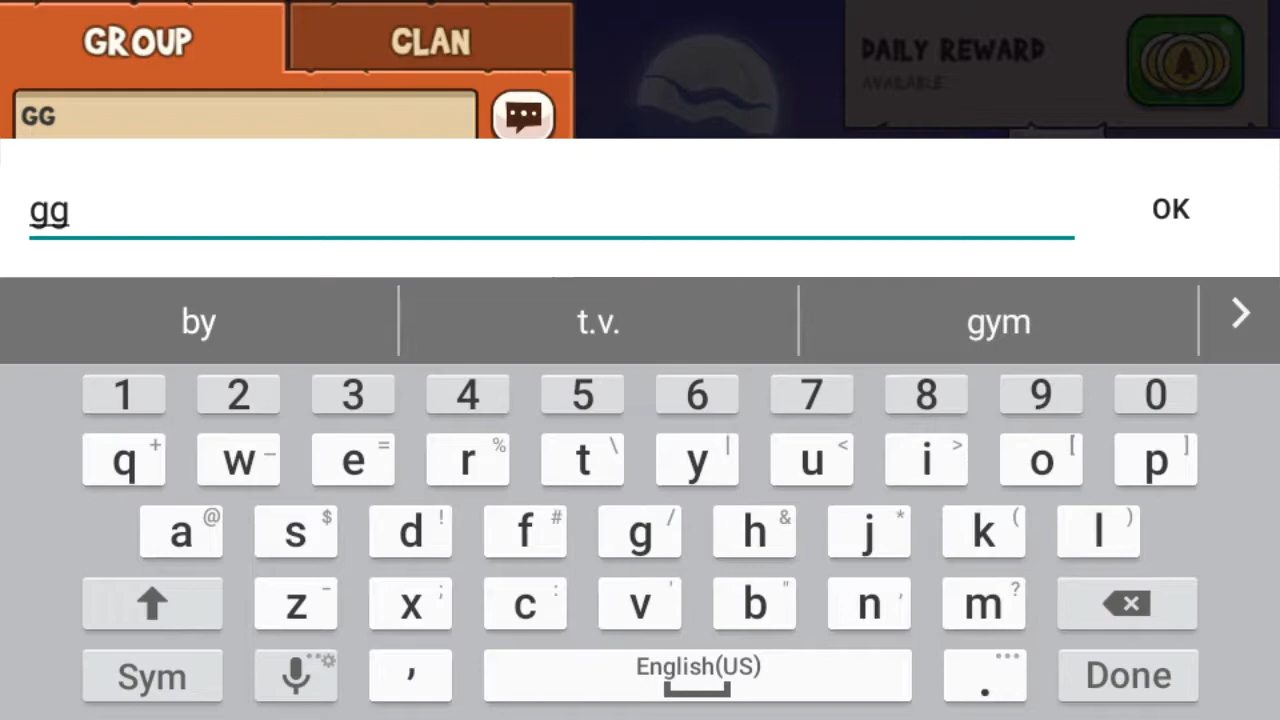 GROUP CLAN DAILY REWARD
AVAILABLE
GG
gg OK
by t.v. gym
1 2 3 4 5 6 7 8 9 0
q + w – e = r % t \ y | u < i > o [ p ]
a @ s $ d ! f # g / h & j * k ( l )
z - x ; c : v ' b " n , m ?
Sym , English(US) . Done